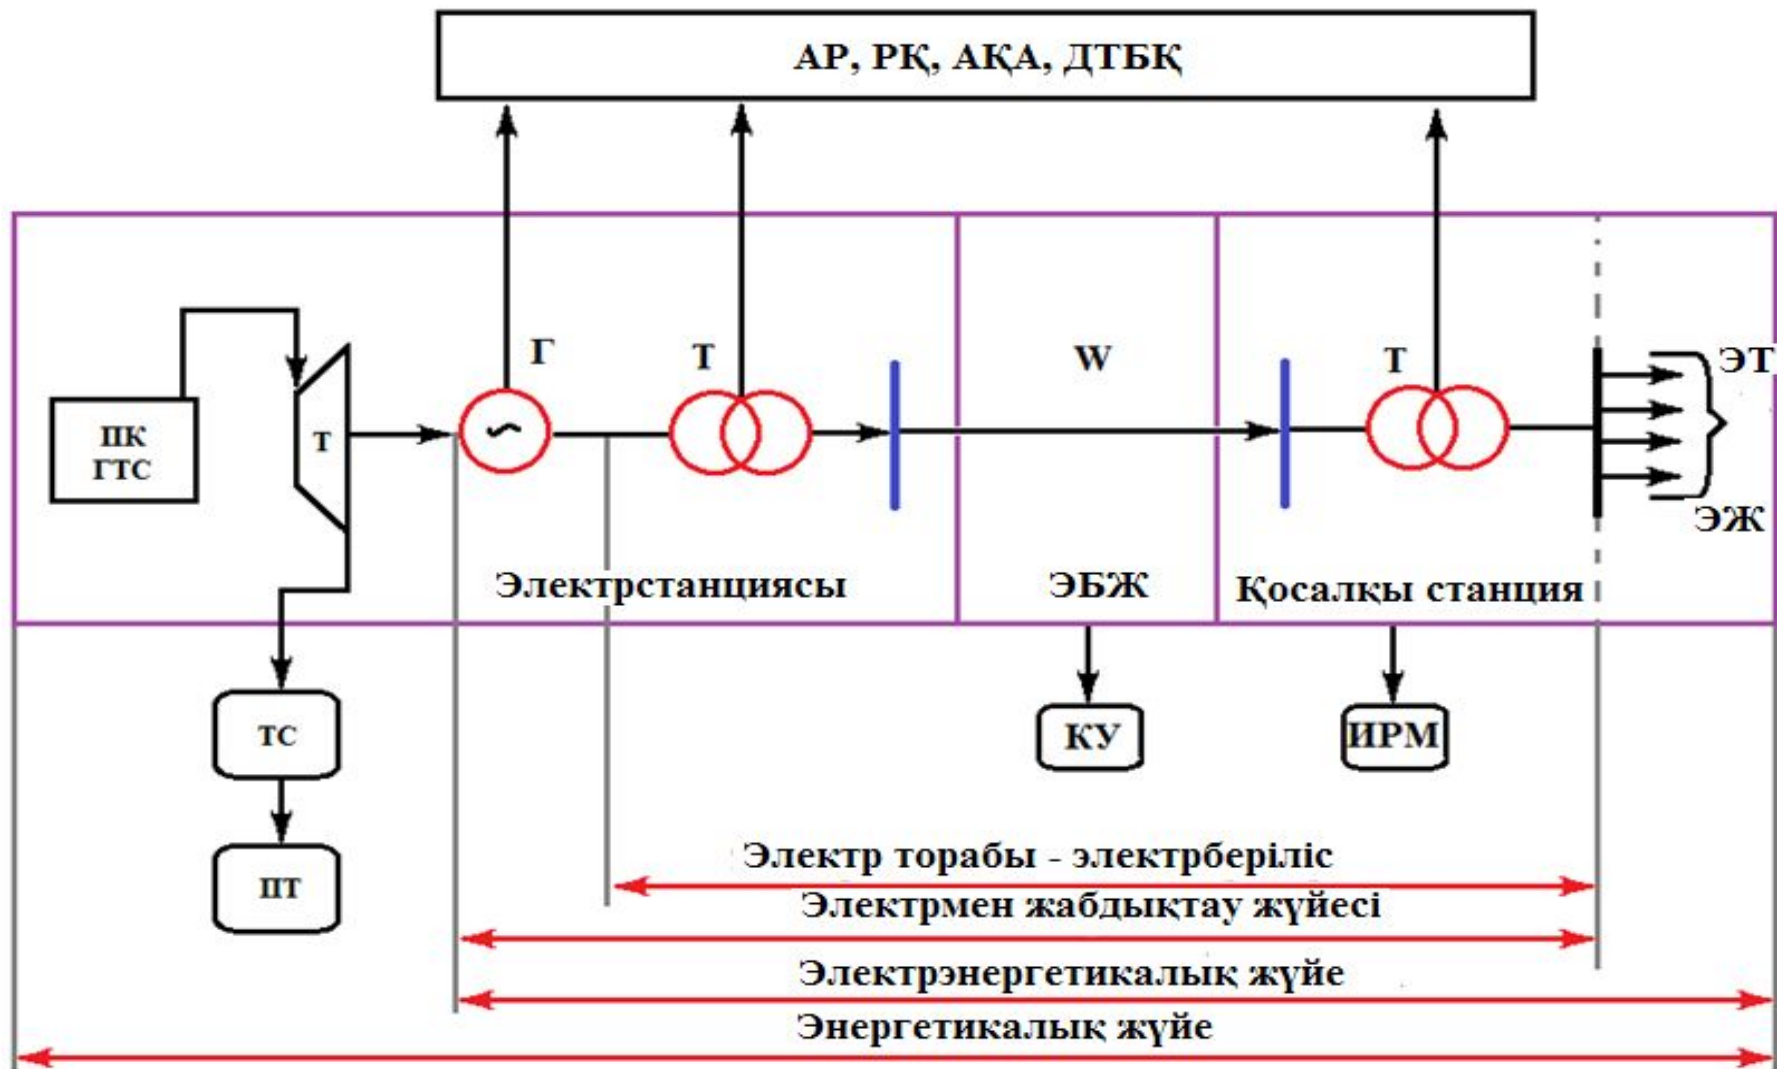 АР, РҚ, АҚА, ДТБҚ
Г
Т
W
Т
ЭТ
ПК
ГТС
Т
ЭЖ
Электрстанциясы
ЭБЖ
Қосалқы станция
ТС
КУ
ИРМ
ПТ
Электр торабы - электрберіліс
Электрмен жабдықтау жүйесі
Электрэнергетикалық жүйе
Энергетикалық жүйе